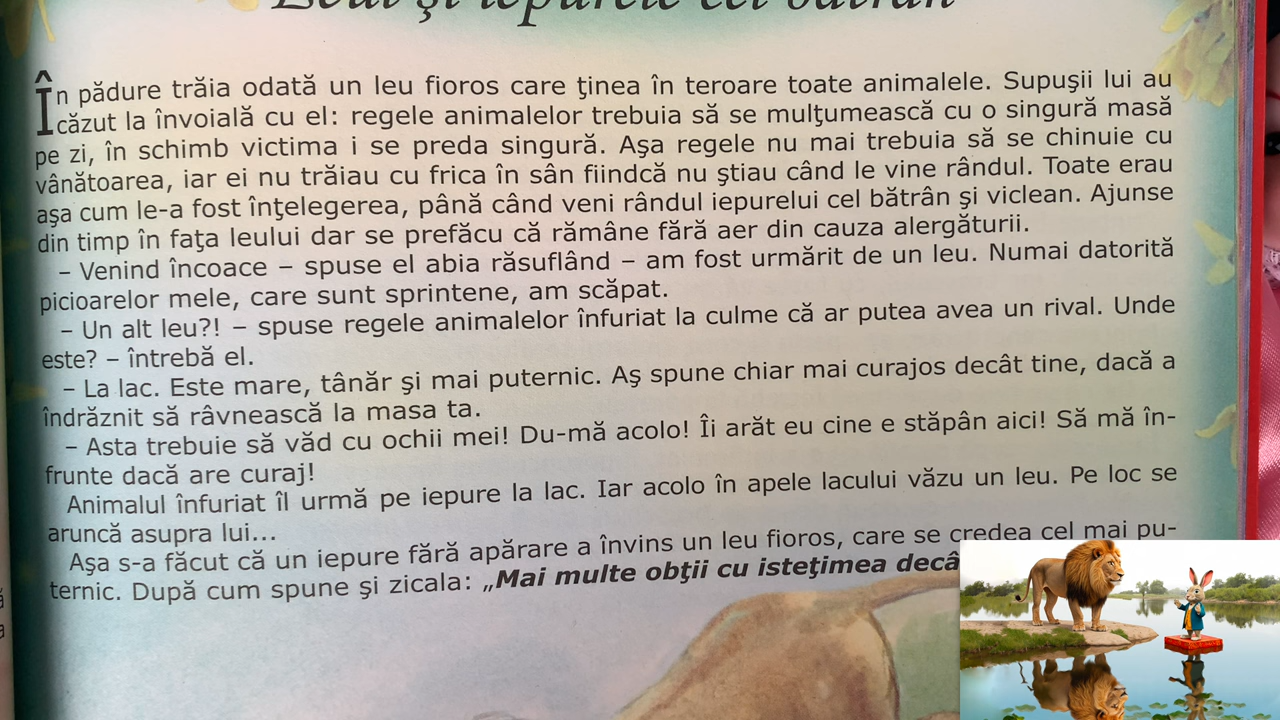 Leul şi iepurele cel bătrân
În pădure trăia odată un leu fioros care ţinea în teroare toate animalele. Supuşii lui au
căzut la învoială cu el: regele animalelor trebuia să se mulţumească cu o singură masă
pe zi, în schimb victima i se preda singură. Aşa regele nu mai trebuia să se chinuie cu
vânătoarea, iar ei nu trăiau cu frica în sân fiindcă nu ştiau când le vine rândul. Toate erau
aşa cum le-a fost înţelegerea, până când veni rândul iepurelui cel bătrân şi viclean. Ajunse
din timp în faţa leului dar se prefăcu că rămâne fără aer din cauza alergăturii.
– Venind încoace – spuse el abia răsuflând – am fost urmărit de un leu. Numai datorită
picioarelor mele, care sunt sprintene, am scăpat.
– Un alt leu?! – spuse regele animalelor înfuriat la culme că ar putea avea un rival. Unde
este? – întrebă el.
– La lac. Este mare, tânăr şi mai puternic. Aş spune chiar mai curajos decât tine, dacă a
îndrăznit să râvnească la masa ta.
– Asta trebuie să văd cu ochii mei! Du-mă acolo! Îi arăt eu cine e stăpân aici! Să mă în-
frunte dacă are curaj!
Animalul înfuriat îl urmă pe iepure la lac. Iar acolo în apele lacului văzu un leu. Pe loc se
aruncă asupra lui...
Aşa s-a făcut că un iepure fără apărare a învins un leu fioros, care se credea cel mai pu-
ternic. După cum spune şi zicala: „Mai multe obţii cu isteţimea